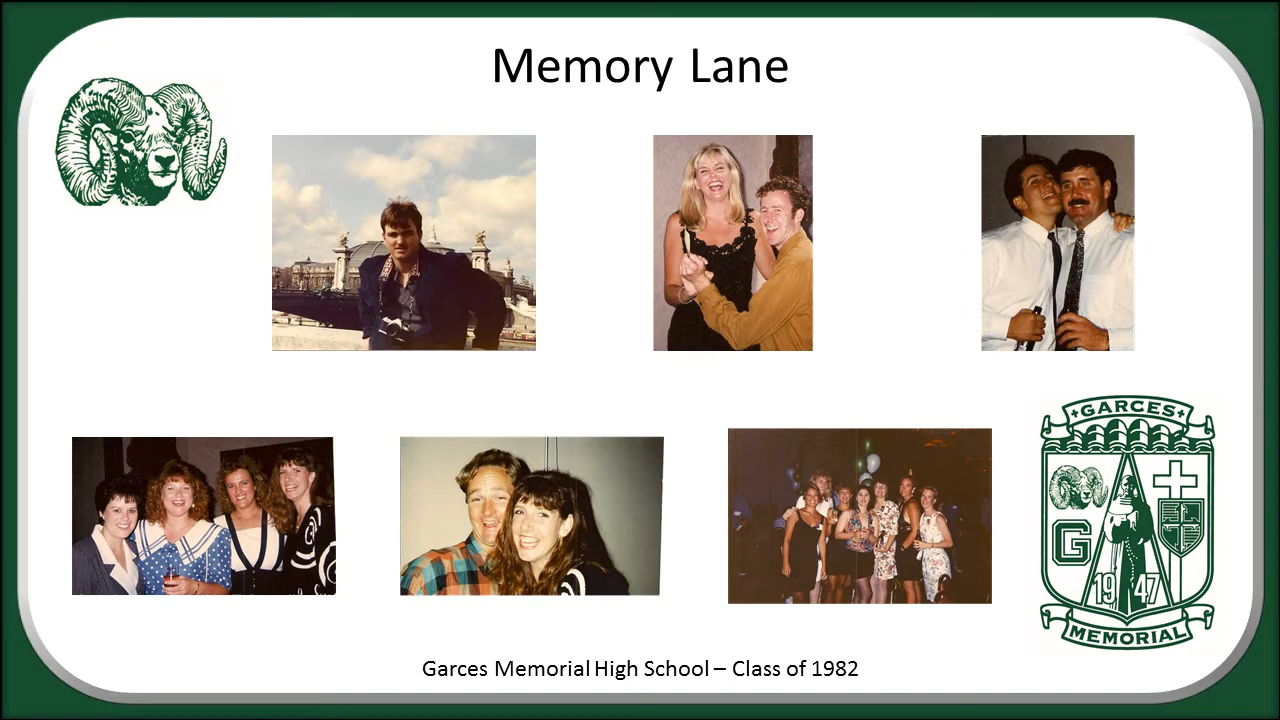 Memory Lane
GARCES
G
19 47
MEMORIAL
Garces Memorial High School – Class of 1982